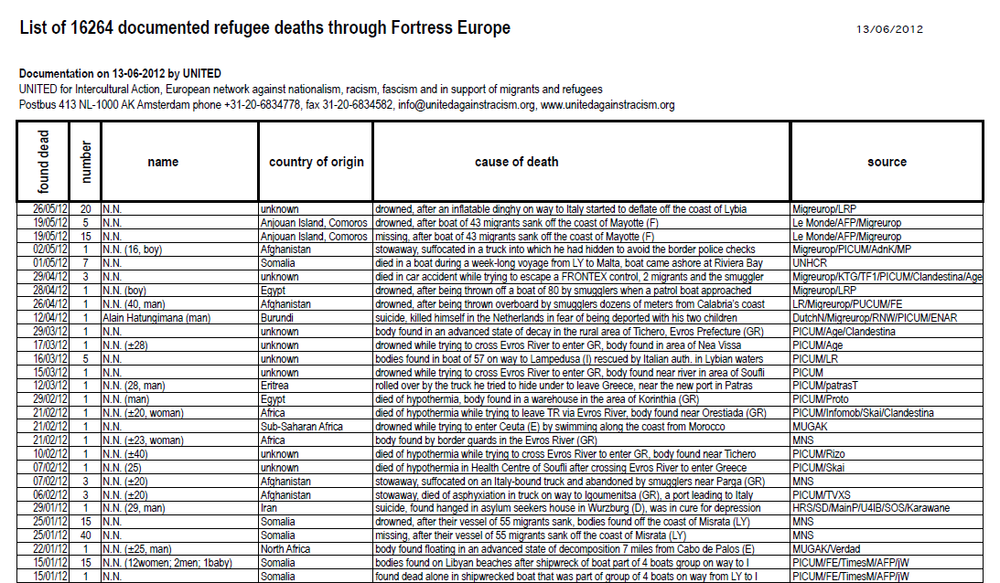 List of 16264 documented refugee deaths through Fortress Europe
13/06/2012
Documentation on 13-06-2012 by UNITED
UNITED for Intercultural Action, European network against nationalism, racism, fascism and in support of migrants and refugees
Postbus 413 NL-1000 AK Amsterdam phone +31-20-6834778, fax 31-20-6834582, info@unitedagainstracism.org, www.unitedagainstracism.org
found dead number name country of origin cause of death source
26/05/12 20 N.N. unknown drowned, after an inflatable dinghy on way to Italy started to deflate off the coast of Lybia Migreurop/LRP
19/05/12 5 N.N. Anjouan Island, Comoros drowned, after boat of 43 migrants sank off the coast of Mayotte (F) Le Monde/AFP/Migreurop
19/05/12 15 N.N. Anjouan Island, Comoros missing, after boat of 43 migrants sank off the coast of Mayotte (F) Le Monde/AFP/Migreurop
02/05/12 1 N.N. (16, boy) Afghanistan stowaway, suffocated in a truck into which he had hidden to avoid the border police checks Migreurop/PICUM/AdnK/MP
01/05/12 7 N.N. Somalia died in a boat during a week-long voyage from LY to Malta, boat came ashore at Riviera Bay UNHCR
29/04/12 3 N.N. unknown died in car accident while trying to escape a FRONTEX control, 2 migrants and the smuggler Migreurop/KTG/TF1/PICUM/Clandestina/Age
28/04/12 1 N.N. (boy) Egypt drowned, after being thrown off a boat of 80 by smugglers when a patrol boat approached Migreurop/LRP
26/04/12 1 N.N. (40, man) Afghanistan drowned, after being thrown overboard by smugglers dozens of meters from Calabria's coast LR/Migreurop/PUCUM/FE
12/04/12 1 Alain Hatungimana (man) Burundi suicide, killed himself in the Netherlands in fear of being deported with his two children DutchN/Migreurop/RNW/PICUM/ENAR
29/03/12 1 N.N. unknown body found in an advanced state of decay in the rural area of Tichero, Evros Prefecture (GR) PICUM/Age/Clandestina
17/03/12 1 N.N. (±28) unknown drowned while trying to cross Evros River to enter GR, body found in area of Nea Vissa PICUM/Age
16/03/12 5 N.N. unknown bodies found in boat of 57 on way to Lampedusa (I) rescued by Italian auth. in Lybian waters PICUM/LR
15/03/12 1 N.N. unknown drowned while trying to cross Evros River to enter GR, body found near river in area of Soufli PICUM
12/03/12 1 N.N. (28, man) Eritrea rolled over by the truck he tried to hide under to leave Greece, near the new port in Patras PICUM/patrasT
29/02/12 1 N.N. (man) Egypt died of hypothermia, body found in a warehouse in the area of Korinthia (GR) PICUM/Proto
21/02/12 1 N.N. (±20, woman) Africa died of hypothermia while trying to leave TR via Evros River, body found near Orestiada (GR) PICUM/Infomob/Skai/Clandestina
21/02/12 1 N.N. Sub-Saharan Africa drowned while trying to enter Ceuta (E) by swimming along the coast from Morocco MUGAK
21/02/12 1 N.N. (±23, woman) Africa body found by border guards in the Evros River (GR) MNS
10/02/12 1 N.N. (±40) unknown died of hypothermia while trying to cross Evros River to enter GR, body found near Tichero PICUM/Rizo
07/02/12 1 N.N. (25) unknown died of hypothermia in Health Centre of Soufli after crossing Evros River to enter Greece PICUM/Skai
07/02/12 3 N.N. (±20) Afghanistan stowaway, suffocated on an Italy-bound truck and abandoned by smugglers near Parga (GR) MNS
06/02/12 3 N.N. (±20) Afghanistan stowaway, died of asphyxiation in truck on way to Igoumenitsa (GR), a port leading to Italy PICUM/TVXS
29/01/12 1 N.N. (29, man) Iran suicide, found hanged in asylum seekers house in Wurzburg (D), was in cure for depression HRS/SD/MainP/U4IB/SOS/Karawane
25/01/12 15 N.N. Somalia drowned, after their vessel of 55 migrants sank, bodies found off the coast of Misrata (LY) MNS
25/01/12 40 N.N. Somalia missing, after their vessel of 55 migrants sank off the coast of Misrata (LY) MNS
22/01/12 1 N.N. (±25, man) North Africa body found floating in an advanced state of decomposition 7 miles from Cabo de Palos (E) MUGAK/Verdad
15/01/12 15 N.N. (12women; 2men; 1baby) Somalia bodies found on Libyan beaches after shipwreck of boat part of 4 boats group on way to I PICUM/FE/TimesM/AFP/jW
15/01/12 1 N.N. Somalia found dead alone in shipwrecked boat that was part of group of 4 boats on way from LY to I PICUM/FE/TimesM/AFP/jW